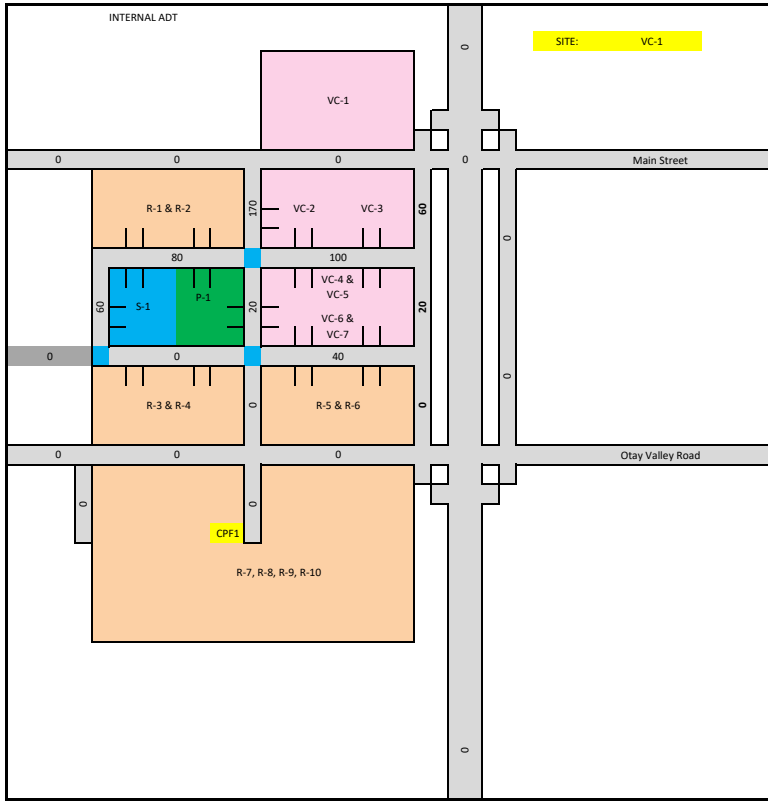 INTERNAL ADT
SITE: VC-1
0
VC-1
0 0 0 0 Main Street
R-1 & R-2
170
VC-2 VC-3
60
0
80 100
60
S-1
P-1
20
VC-4 &
VC-5
VC-6 &
VC-7
20
0 0 40
R-3 & R-4
0
R-5 & R-6
0
0
0 0 0 Otay Valley Road
0
0
CPF1
R-7, R-8, R-9, R-10
0